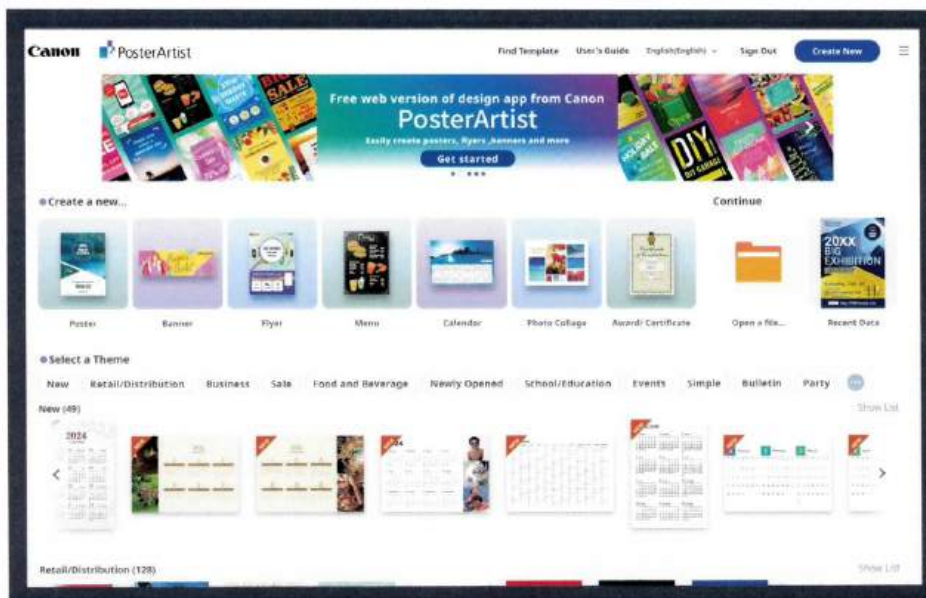 Canon PosterArtist
Find Template User's Guide English(English) Sign Out Create New
Free web version of design app from Canon
PosterArtist
Easily create posters, flyers ,banners and more
Get started
BIG SALE
HOLIDAY SALE
DIY
DIY GARAGE
Create a new...
Continue
20XX
BIG
EXHIBITION
Poster Banner Flyer Menu Calendar Photo Collage Award/ Certificate Open a file... Recent Data
Select a Theme
New Retail/Distribution Business Sale Food and Beverage Newly Opened School/Education Events Simple Bulletin Party
New (49)
Show List
2024
Retail/Distribution (128)
Show List